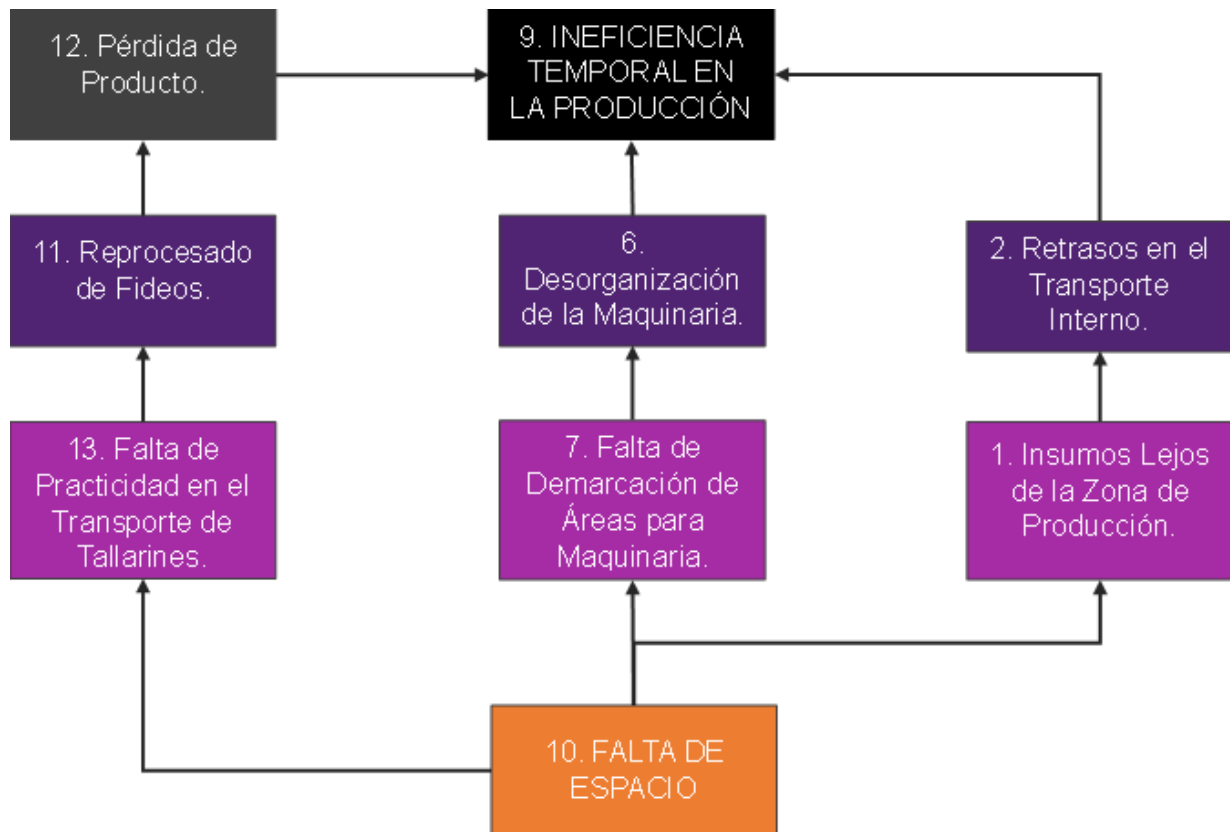 12. Pérdida de
Producto.
9. INEFICIENCIA
TEMPORAL EN
LA PRODUCCIÓN
11. Reprocesado
de Fideos.
6.
Desorganización
de la Maquinaria.
2. Retrasos en el
Transporte
Interno.
13. Falta de
Practicidad en el
Transporte de
Tallarines.
7. Falta de
Demarcación de
Áreas para
Maquinaria.
1. Insumos Lejos
de la Zona de
Producción.
10. FALTA DE
ESPACIO